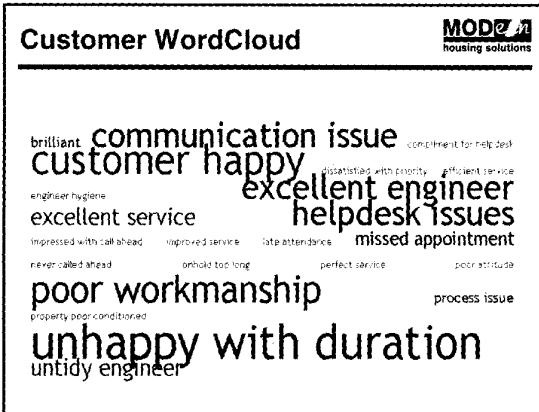 Customer WordCloud
MODern
housing solutions
brilliant communication issue compliment for helpdesk
customer happy dissatisfied with priority efficient service
engineer hygiene excellent engineer
excellent service helpdesk issues
impressed with call ahead improved service late attendance missed appointment
never called ahead onhold too long perfect service poor attitude
poor workmanship process issue
property poor conditioned
unhappy with duration
untidy engineer